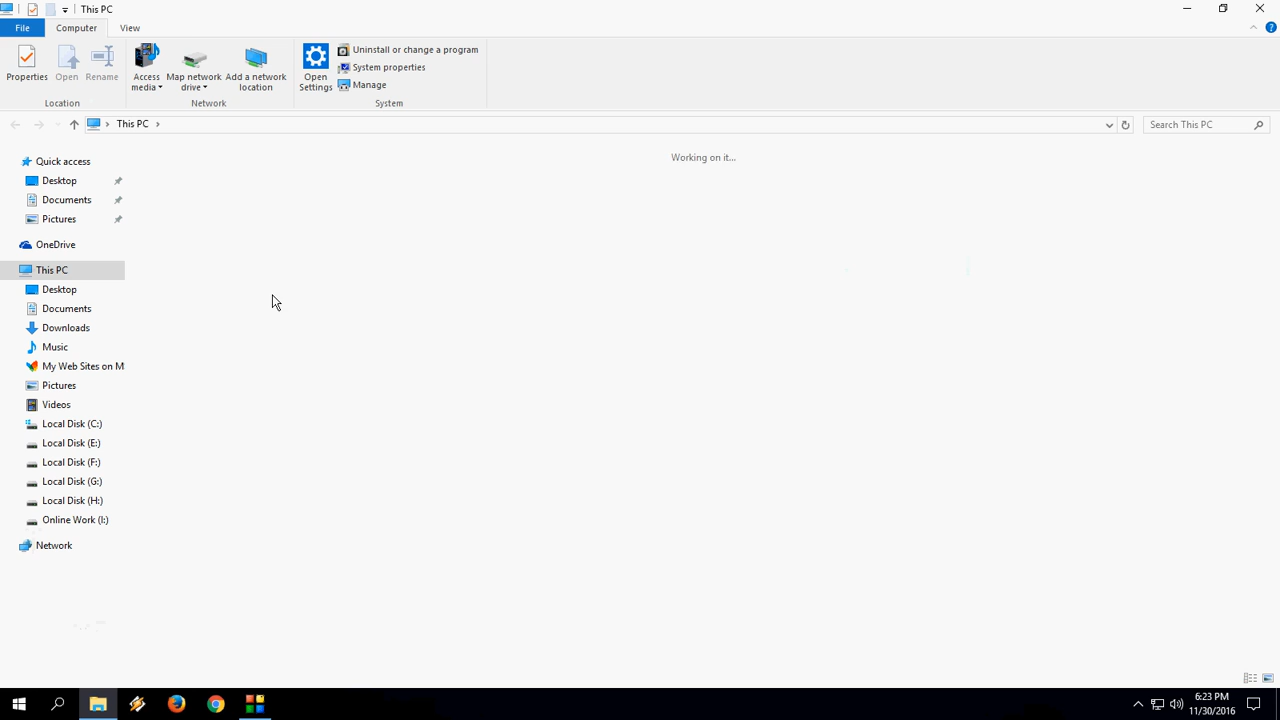 This PC
File Computer View
Properties Open Rename Access media Map network drive Add a network location Open Settings Uninstall or change a program
System properties
Manage
Location Network System
This PC
Search This PC
Working on it...
Quick access
Desktop
Documents
Pictures
OneDrive
This PC
Desktop
Documents
Downloads
Music
My Web Sites on M
Pictures
Videos
Local Disk (C:)
Local Disk (E:)
Local Disk (F:)
Local Disk (G:)
Local Disk (H:)
Online Work (I:)
Network
6:23 PM
11/30/2016